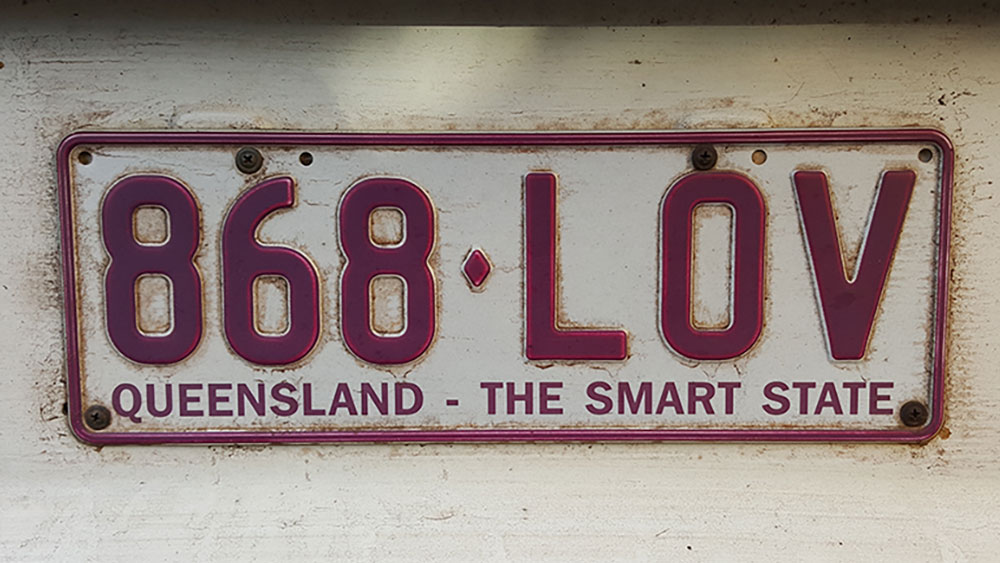 868♦LOV
QUEENSLAND - THE SMART STATE